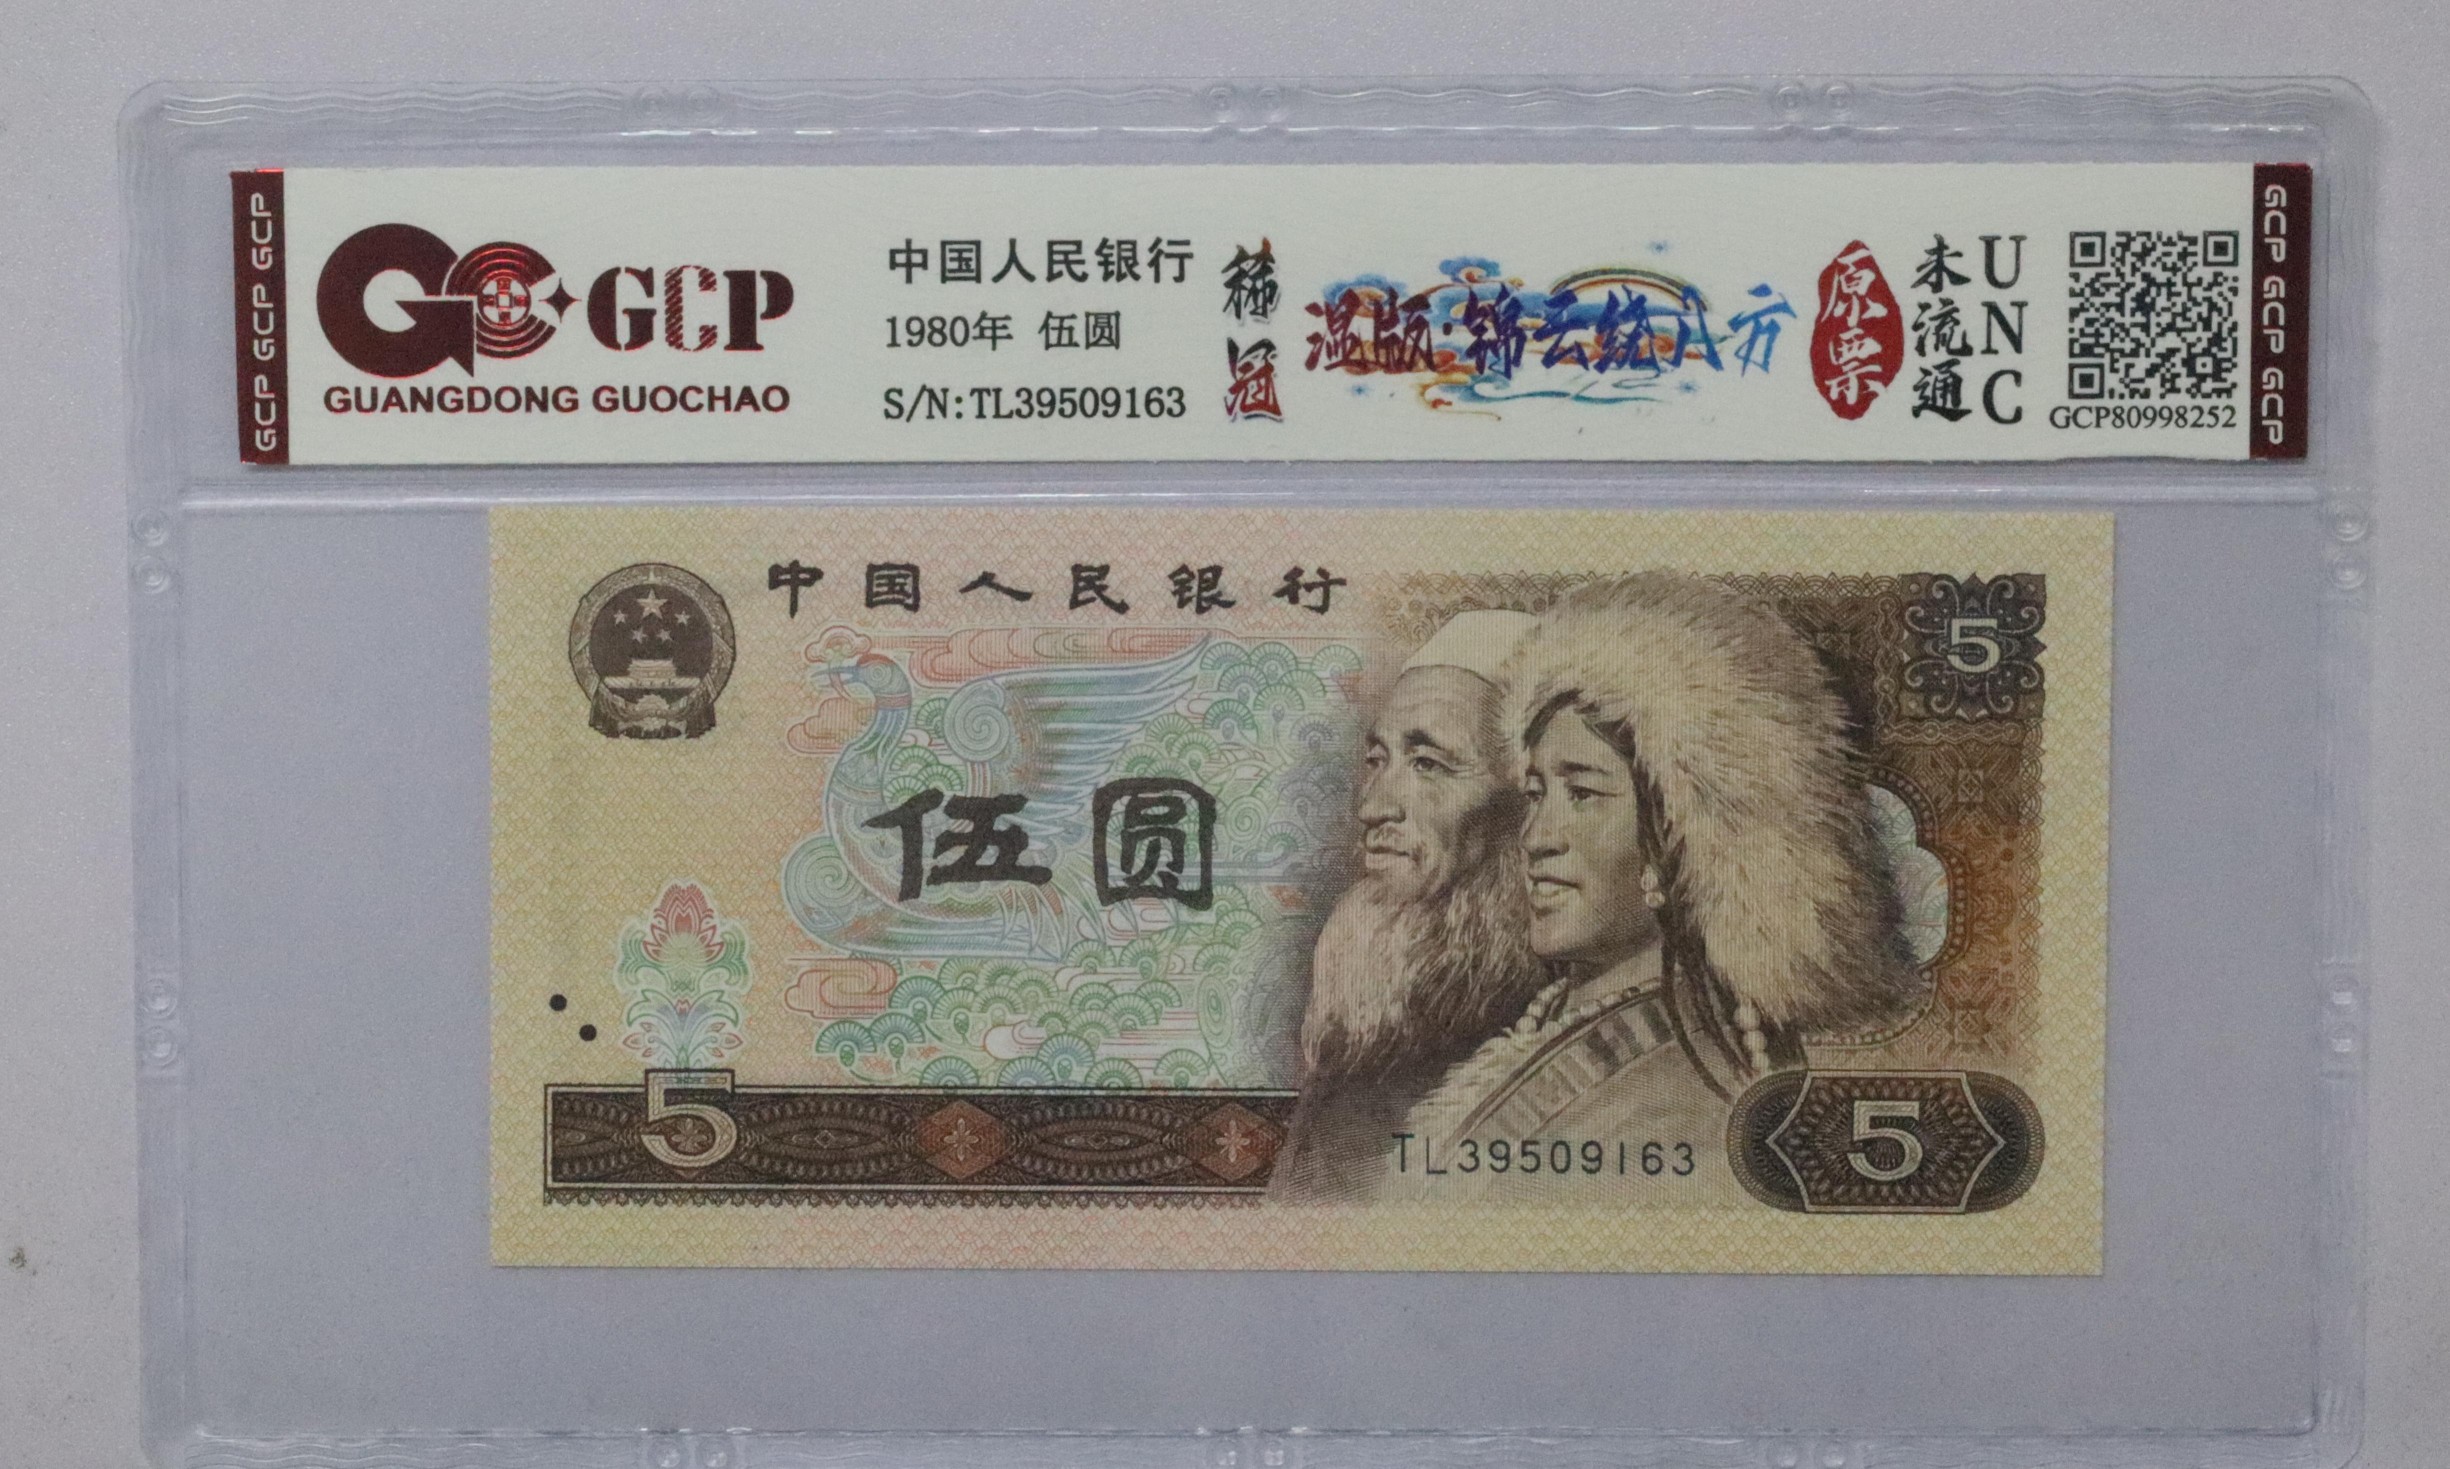 GCP GCP GCP
GCP
GUANGDONG GUOCHAO
中国人民银行
1980年 伍圆
S/N:TL39509163
稀冠
温版·锦云绕八方
原票
未流通
UNC
GCP80998252
GCP GCP GCP
中国人民银行
5
伍圆
5
TL39509163
5